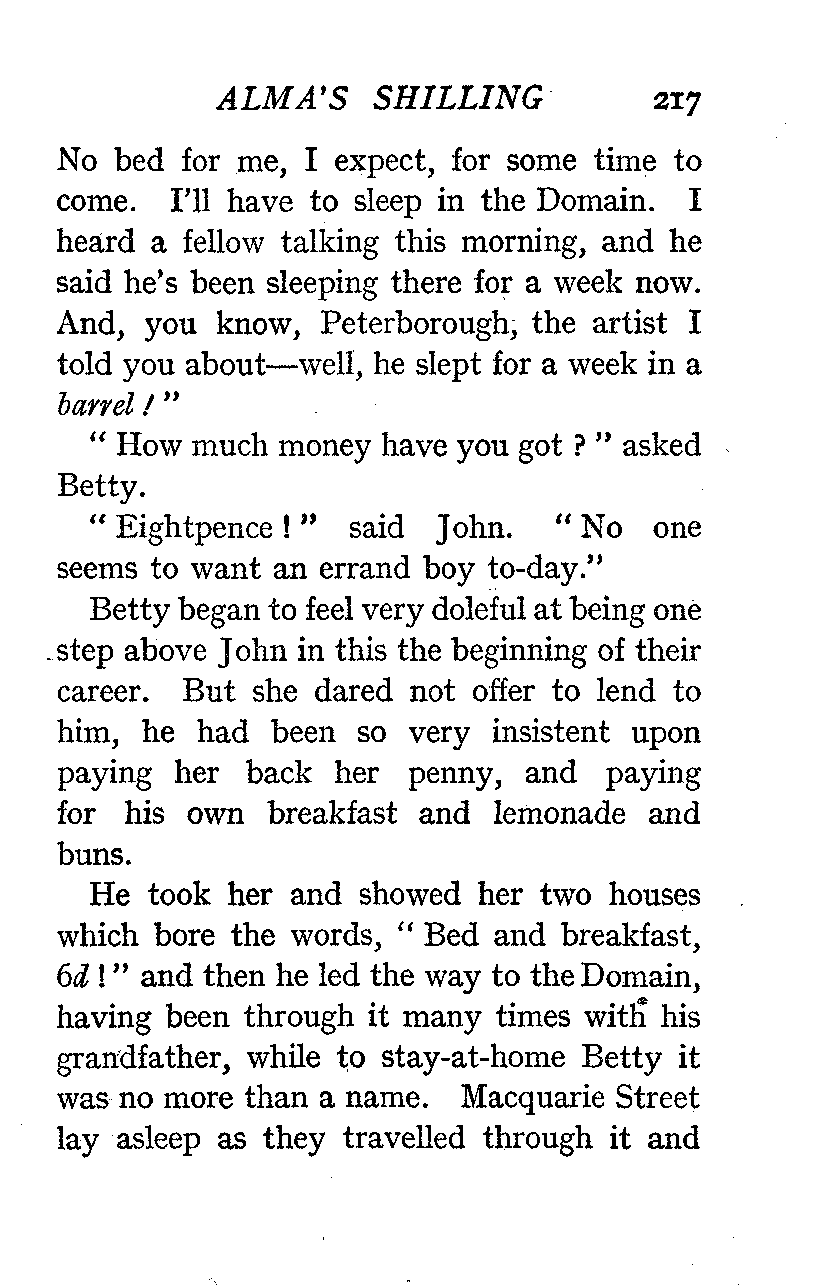 ALMA'S SHILLING 217
No bed for me, I expect, for some time to
come. I'll have to sleep in the Domain. I
heard a fellow talking this morning, and he
said he's been sleeping there for a week now.
And, you know, Peterborough, the artist I
told you about—well, he slept for a week in a
barrel ! ”
“ How much money have you got ? ” asked
Betty.
“ Eightpence ! ” said John. “ No one
seems to want an errand boy to-day.”
Betty began to feel very doleful at being one
step above John in this the beginning of their
career. But she dared not offer to lend to
him, he had been so very insistent upon
paying her back her penny, and paying
for his own breakfast and lemonade and
buns.
He took her and showed her two houses
which bore the words, “ Bed and breakfast,
6d ! ” and then he led the way to the Domain,
having been through it many times with his
grandfather, while to stay-at-home Betty it
was no more than a name. Macquarie Street
lay asleep as they travelled through it and